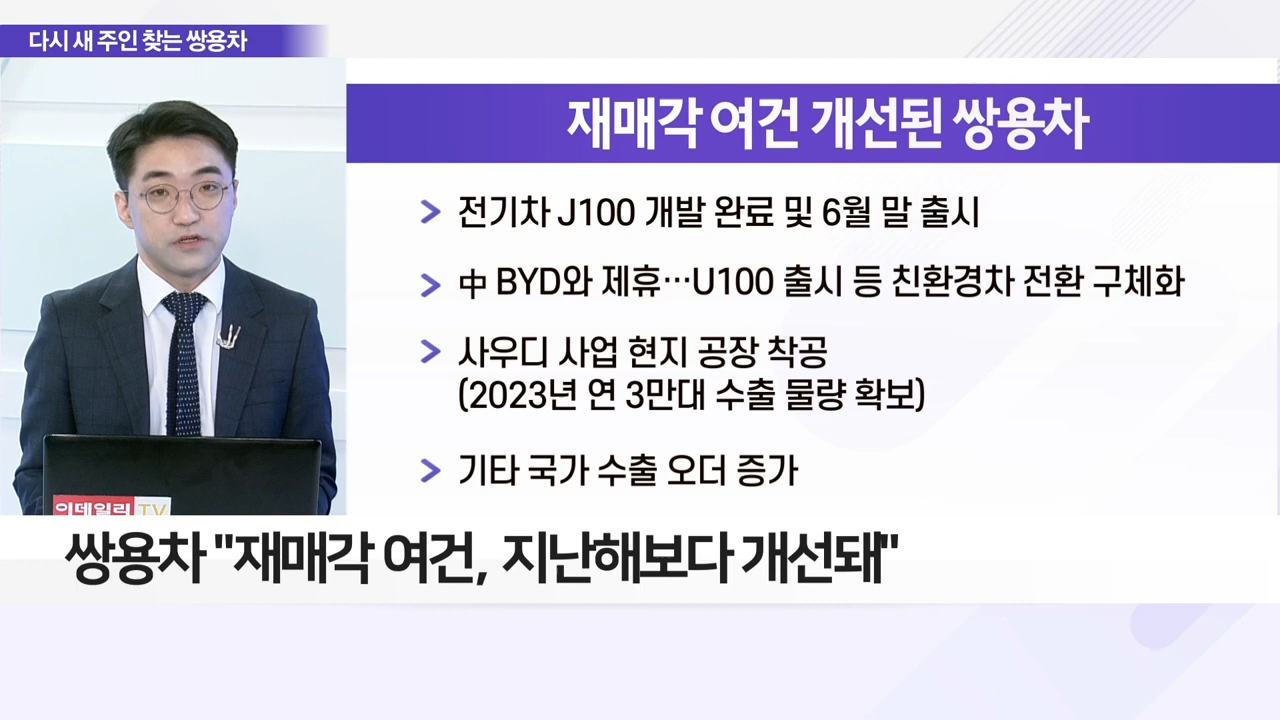 다시 새 주인 찾는 쌍용차
재매각 여건 개선된 쌍용차
> 전기차 J100 개발 완료 및 6월 말 출시
> 中 BYD와 제휴…U100 출시 등 친환경차 전환 구체화
> 사우디 사업 현지 공장 착공
(2023년 연 3만대 수출 물량 확보)
> 기타 국가 수출 오더 증가
이데일리 TV
쌍용차 "재매각 여건, 지난해보다 개선돼"